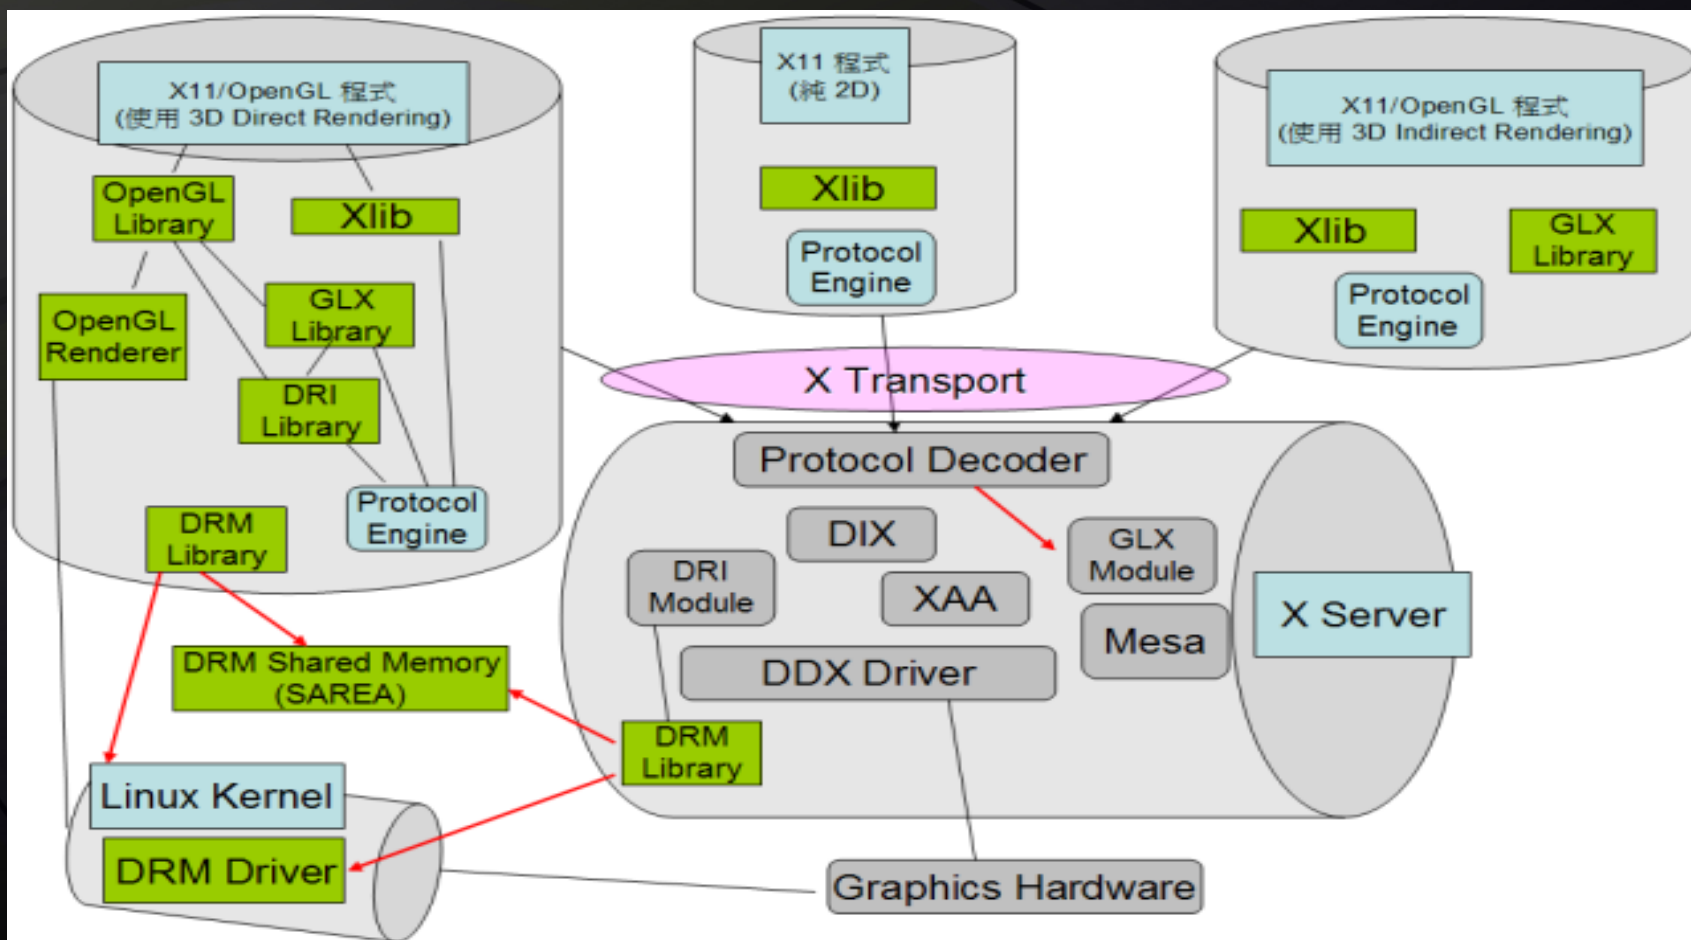 X11/OpenGL 程式
(使用 3D Direct Rendering)
OpenGL
Library
Xlib
OpenGL
Renderer
GLX
Library
DRI
Library
Protocol
Engine
DRM
Library
X11 程式
(純 2D)
Xlib
Protocol
Engine
X11/OpenGL 程式
(使用 3D Indirect Rendering)
Xlib
GLX
Library
Protocol
Engine
X Transport
Protocol Decoder
DIX
GLX
Module
DRI
Module
XAA
Mesa
X Server
DDX Driver
DRM
Library
DRM Shared Memory
(SAREA)
Linux Kernel
DRM Driver
Graphics Hardware